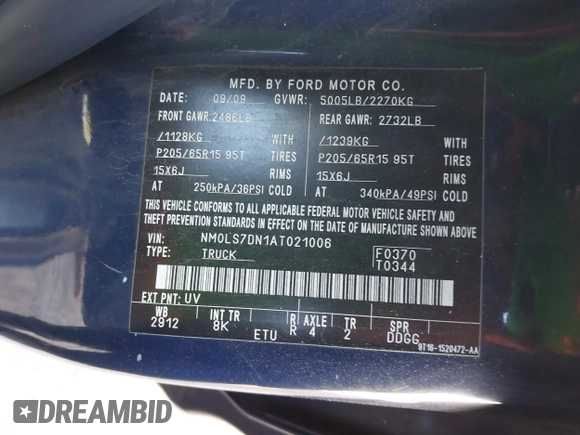 MFD. BY FORD MOTOR CO.
DATE: 09/09 GVWR: 5005LB/2270KG
FRONT GAWR: 2486LB REAR GAWR: 2732LB
/1128KG WITH /1239KG WITH
P205/65R15 95T TIRES P205/65R15 95T TIRES
15X6J RIMS 15X6J RIMS
AT 250kPA/36PSI COLD AT 340kPA/49PSI COLD
THIS VEHICLE CONFORMS TO ALL APPLICABLE FEDERAL MOTOR VEHICLE SAFETY AND
THEFT PREVENTION STANDARDS IN EFFECT ON THE DATE OF MANUFACTURE SHOWN ABOVE.
VIN: NM0LS7DN1AT021006 F0370
TYPE: TRUCK T0344
EXT PNT: UV
WB INT TR R AXLE TR SPR
2912 8K ETU R 4 2 DDGG
9T16-1520472-AA
DREAMBID